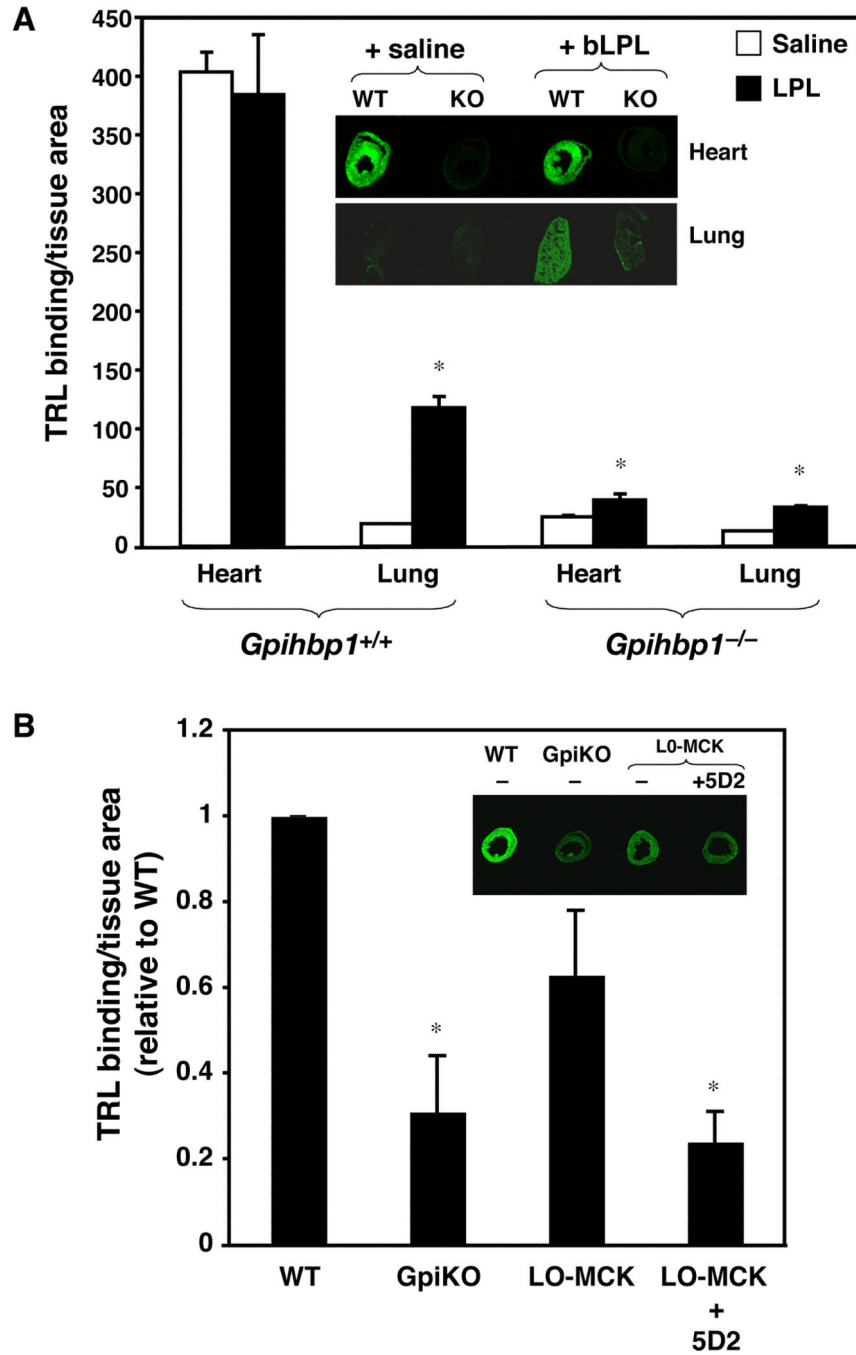 A
450
400
350
300
250
200
150
100
50
0
TRL binding/tissue area
+ saline
+ bLPL
WT KO WT KO
Heart
Lung
Saline
LPL
*
*
*
Heart Lung Heart Lung
Gpihbp1+/+ Gpihbp1–/–
B
1.2
1
0.8
0.6
0.4
0.2
0
TRL binding/tissue area
(relative to WT)
WT GpiKO L0-MCK
– – – +5D2
*
*
WT GpiKO LO-MCK LO-MCK
+
5D2